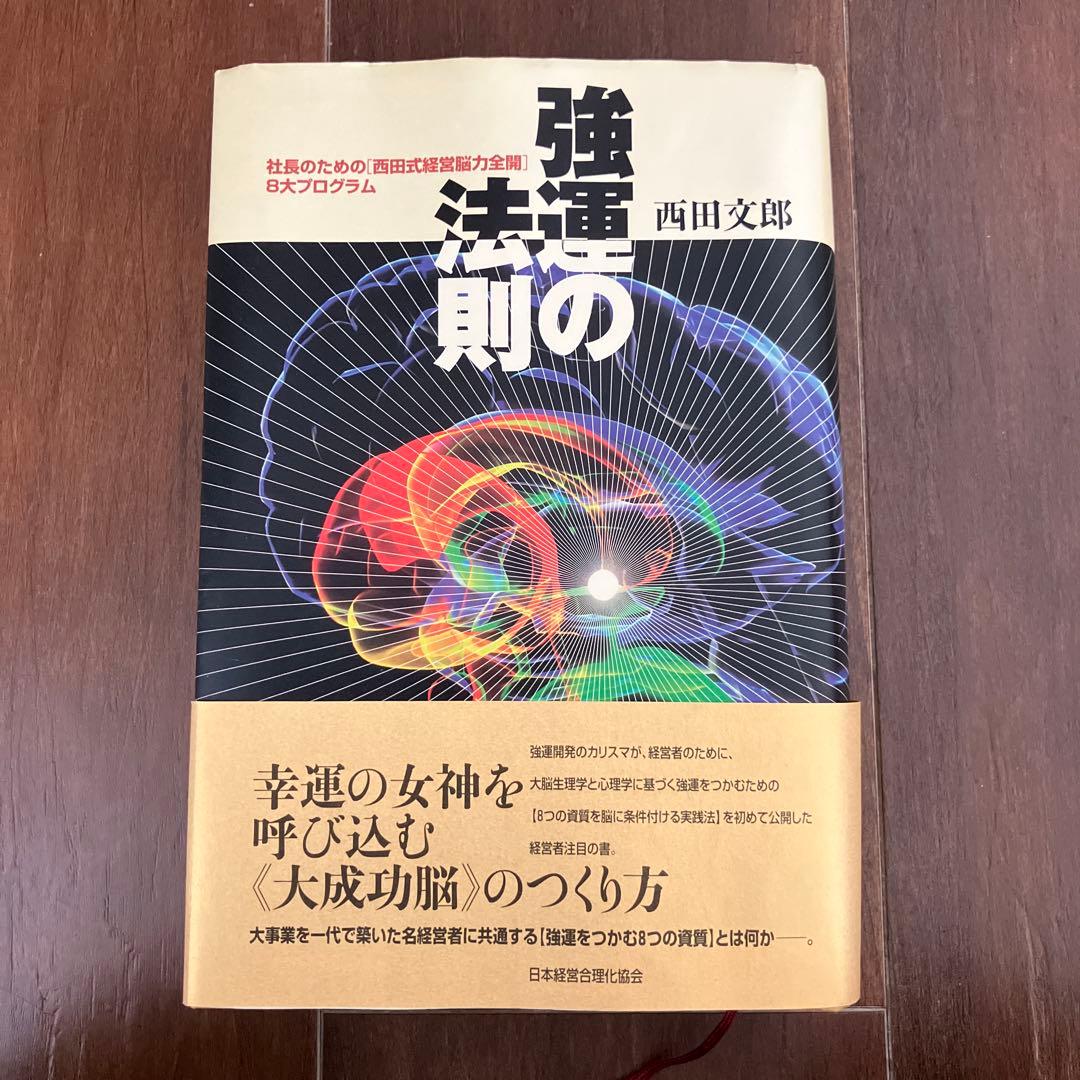 強運の
法則
社長のための[西田式経営脳力全開]
8大プログラム
西田文郎
幸運の女神を
呼び込む
《大成功脳》のつくり方
強運開発のカリスマが、経営者のために、
大脳生理学と心理学に基づく強運をつかむための
【8つの資質を脳に条件付ける実践法】を初めて公開した
経営者注目の書。
大事業を一代で築いた名経営者に共通する【強運をつかむ8つの資質】とは何か――。
日本経営合理化協会